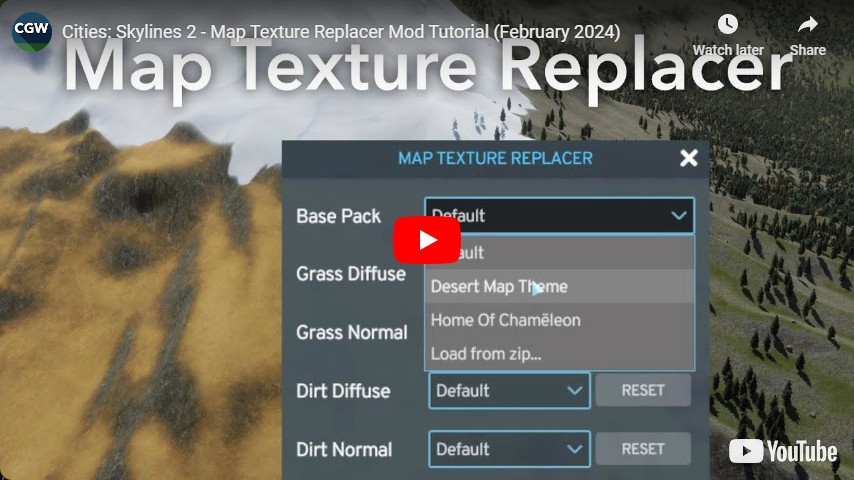 CGW
Cities: Skylines 2 - Map Texture Replacer Mod Tutorial (February 2024)
Watch later
Share
Map Texture Replacer
MAP TEXTURE REPLACER
Base Pack
Default
ault
Grass Diffuse
Desert Map Theme
Home Of Chamëleon
Grass Normal
Load from zip...
Dirt Diffuse
Default
RESET
Dirt Normal
Default
RESET
YouTube